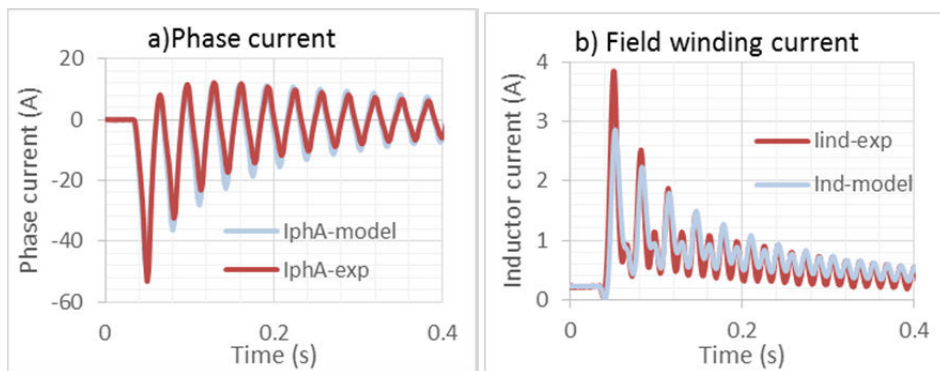 a)Phase current
20
0
-20
-40
-60
Phase current (A)
IphA-model
IphA-exp
0
0.2
0.4
Time (s)
b) Field winding current
4
3
2
1
0
Inductor current (A)
Iind-exp
Ind-model
0
0.2
0.4
Time (s)